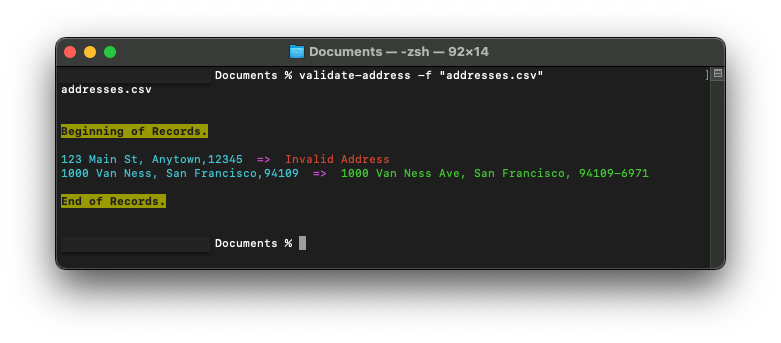 Documents — -zsh — 92×14
Documents % validate-address -f "addresses.csv"
addresses.csv
Beginning of Records.
123 Main St, Anytown,12345 => Invalid Address
1000 Van Ness, San Francisco,94109 => 1000 Van Ness Ave, San Francisco, 94109-6971
End of Records.
Documents %